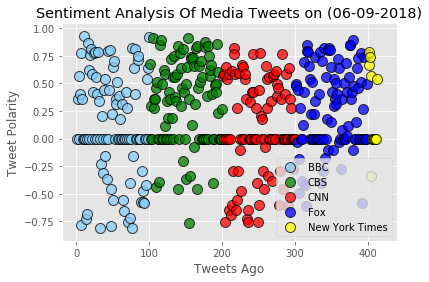 Sentiment Analysis Of Media Tweets on (06-09-2018)
Tweet Polarity
1.00
0.75
0.50
0.25
0.00
−0.25
−0.50
−0.75
0
100
200
300
400
Tweets Ago
BBC
CBS
CNN
Fox
New York Times